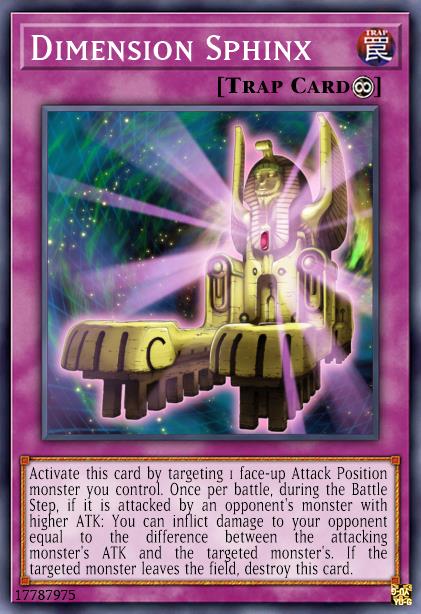 DIMENSION SPHINX
TRAP
罠
[TRAP CARD]
Activate this card by targeting 1 face-up Attack Position
monster you control. Once per battle, during the Battle
Step, if it is attacked by an opponent's monster with
higher ATK: You can inflict damage to your opponent
equal to the difference between the attacking
monster's ATK and the targeted monster's. If the
targeted monster leaves the field, destroy this card.
17787975